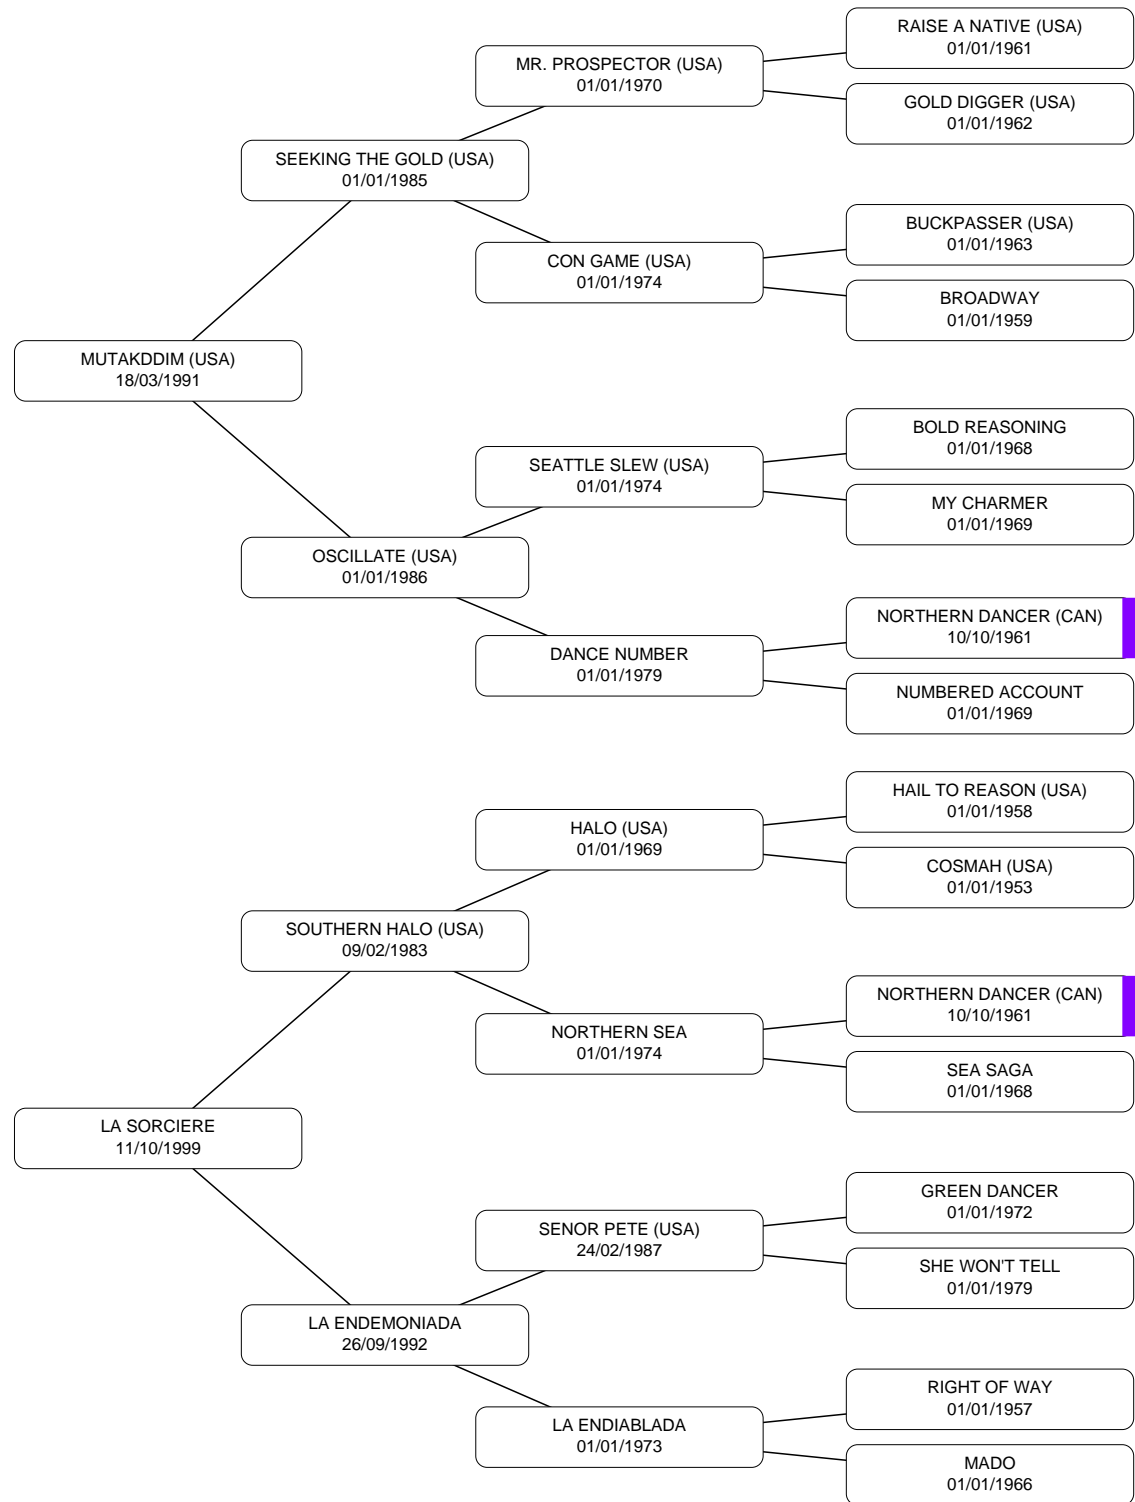 RAISE A NATIVE (USA)
01/01/1961
MR. PROSPECTOR (USA)
01/01/1970
GOLD DIGGER (USA)
01/01/1962
SEEKING THE GOLD (USA)
01/01/1985
BUCKPASSER (USA)
01/01/1963
CON GAME (USA)
01/01/1974
BROADWAY
01/01/1959
MUTAKDDIM (USA)
18/03/1991
BOLD REASONING
01/01/1968
SEATTLE SLEW (USA)
01/01/1974
MY CHARMER
01/01/1969
OSCILLATE (USA)
01/01/1986
NORTHERN DANCER (CAN)
10/10/1961
DANCE NUMBER
01/01/1979
NUMBERED ACCOUNT
01/01/1969
HAIL TO REASON (USA)
01/01/1958
HALO (USA)
01/01/1969
COSMAH (USA)
01/01/1953
SOUTHERN HALO (USA)
09/02/1983
NORTHERN DANCER (CAN)
10/10/1961
NORTHERN SEA
01/01/1974
SEA SAGA
01/01/1968
LA SORCIERE
11/10/1999
GREEN DANCER
01/01/1972
SENOR PETE (USA)
24/02/1987
SHE WON'T TELL
01/01/1979
LA ENDEMONIADA
26/09/1992
RIGHT OF WAY
01/01/1957
LA ENDIABLADA
01/01/1973
MADO
01/01/1966